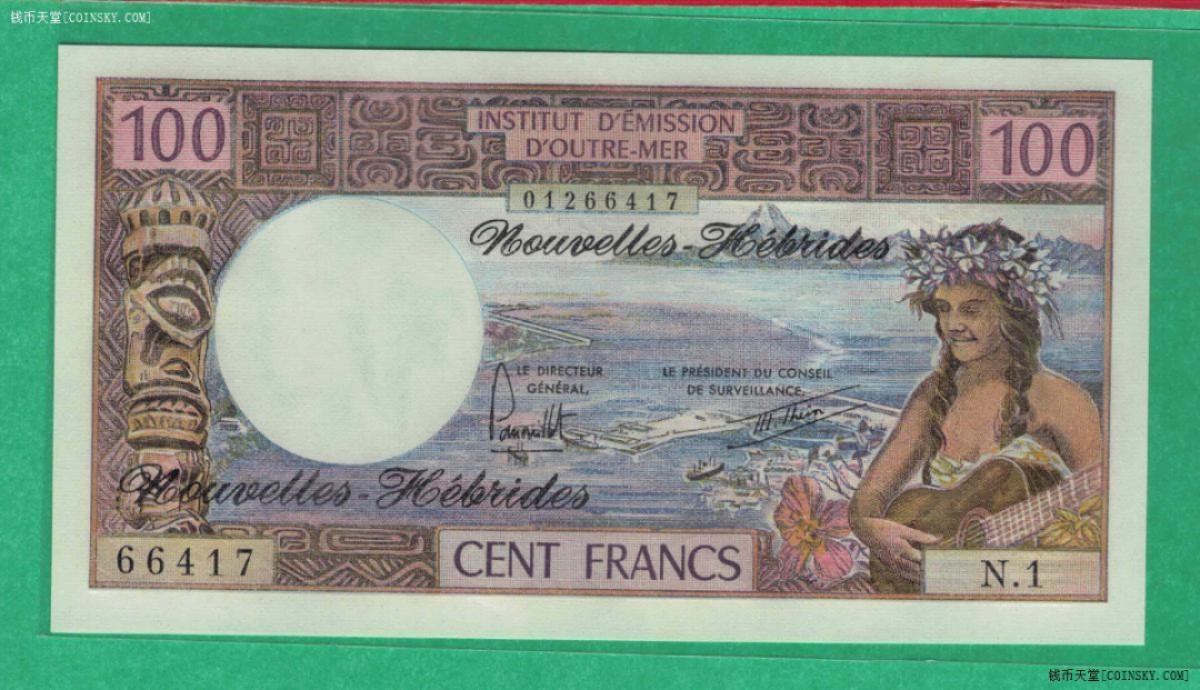 钱币天堂[COINSKY.COM]
100
INSTITUT D'ÉMISSION
D'OUTRE-MER
100
01266417
Nouvelles-Hébrides
LE DIRECTEUR
GÉNÉRAL,
LE PRÉSIDENT DU CONSEIL
DE SURVEILLANCE,
Nouvelles-Hébrides
66417
CENT FRANCS
N.1
钱币天堂[COINSKY.COM]